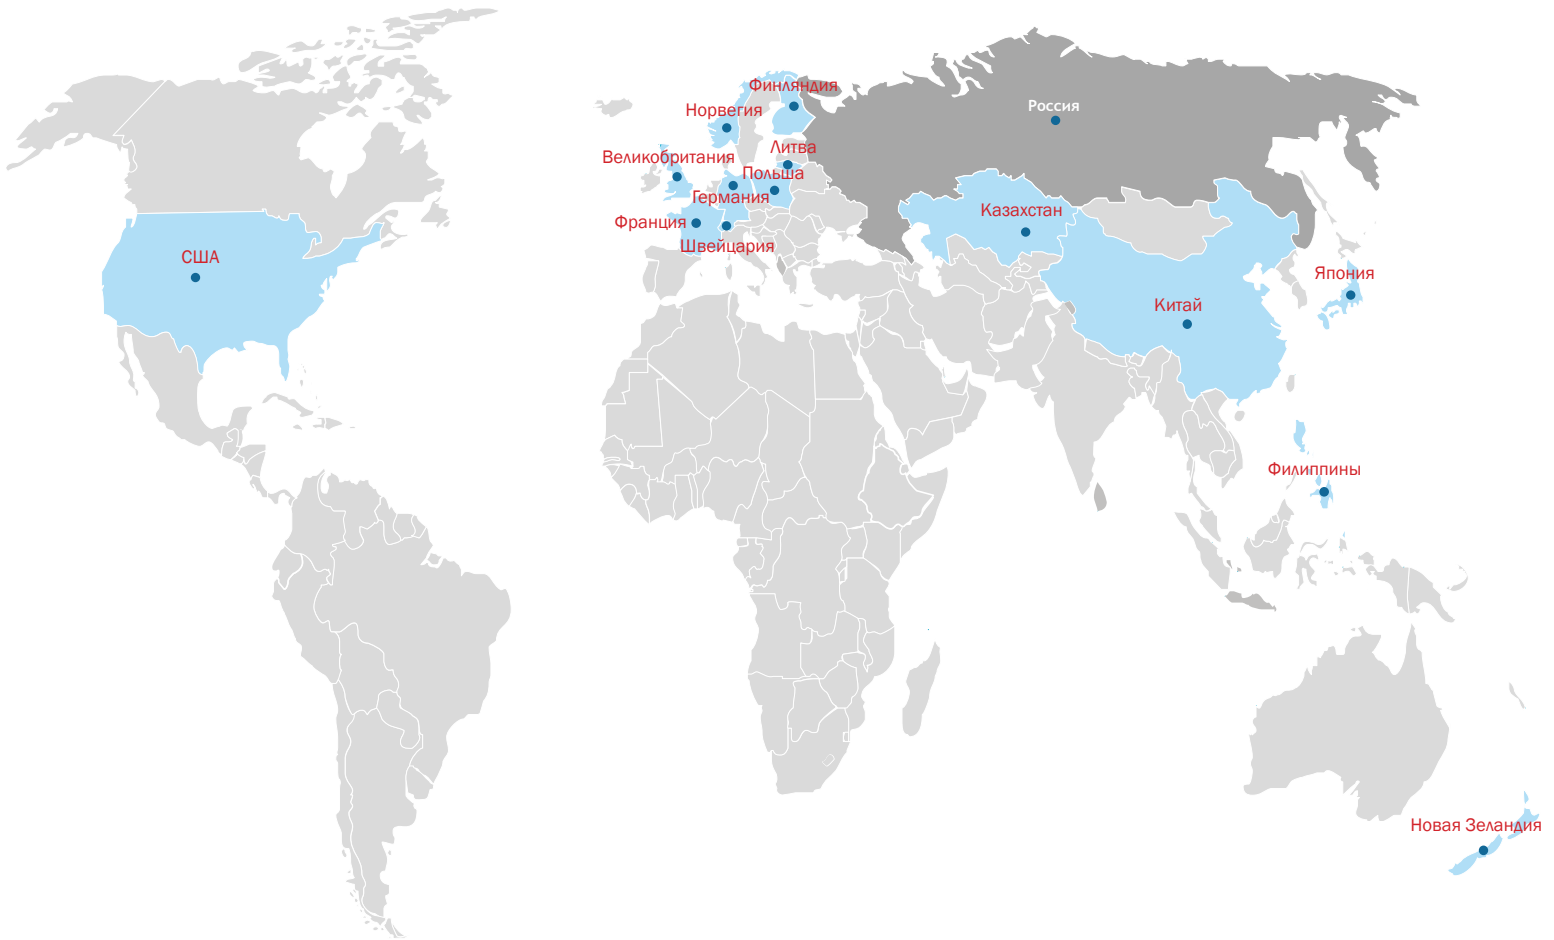 Финляндия
Россия
Норвегия
Литва
Великобритания
Польша
Германия
Казахстан
Франция
Швейцария
США
Япония
Китай
Филиппины
Новая Зеландия